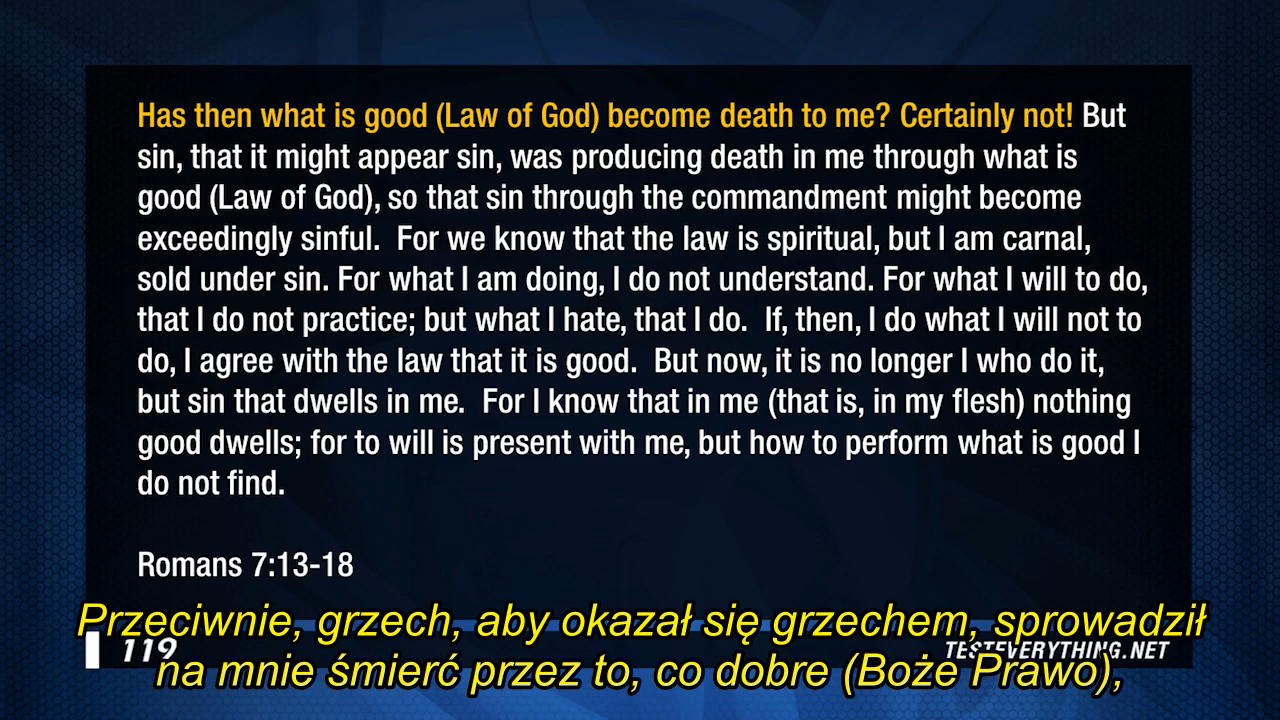 Has then what is good (Law of God) become death to me? Certainly not! But
sin, that it might appear sin, was producing death in me through what is
good (Law of God), so that sin through the commandment might become
exceedingly sinful.  For we know that the law is spiritual, but I am carnal,
sold under sin. For what I am doing, I do not understand. For what I will to do,
that I do not practice; but what I hate, that I do.  If, then, I do what I will not to
do, I agree with the law that it is good.  But now, it is no longer I who do it,
but sin that dwells in me.  For I know that in me (that is, in my flesh) nothing
good dwells; for to will is present with me, but how to perform what is good I
do not find.
Romans 7:13-18
Przeciwnie, grzech, aby okazał się grzechem, sprowadził
119
TESTEVERYTHING.NET
na mnie śmierć przez to, co dobre (Boże Prawo),